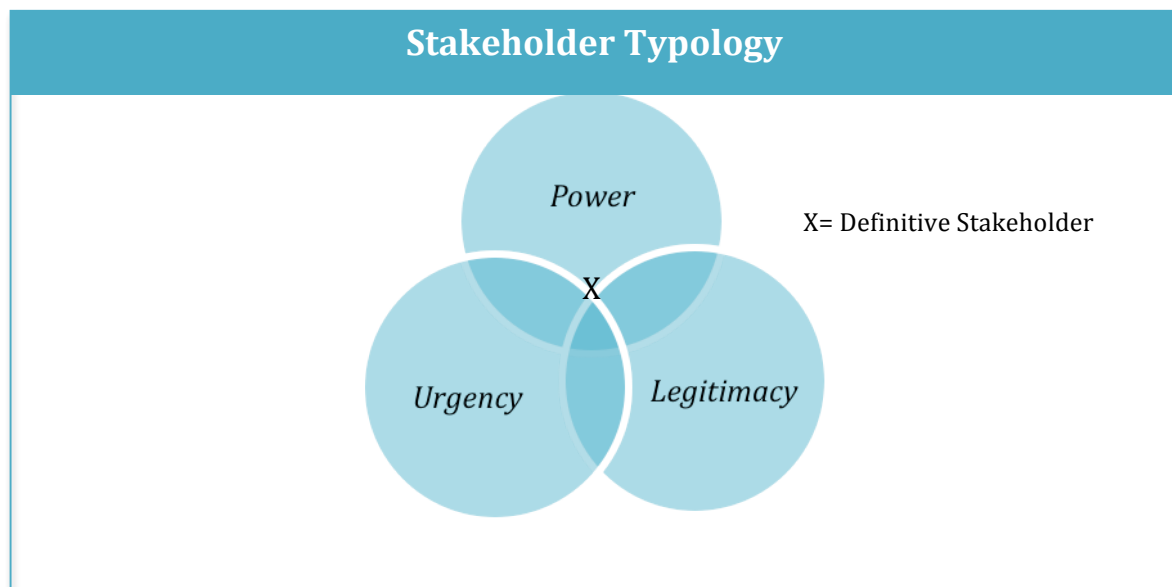 Stakeholder Typology
Power
X= Definitive Stakeholder
X
Urgency
Legitimacy